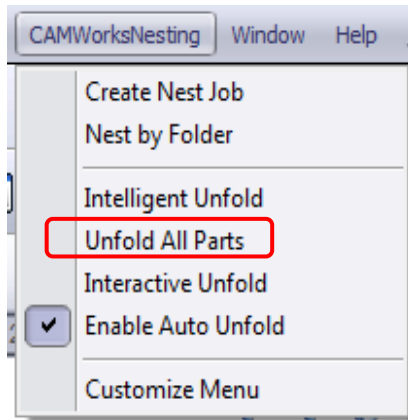 CAMWorksNesting Window Help
Create Nest Job
Nest by Folder
Intelligent Unfold
Unfold All Parts
Interactive Unfold
Enable Auto Unfold
Customize Menu